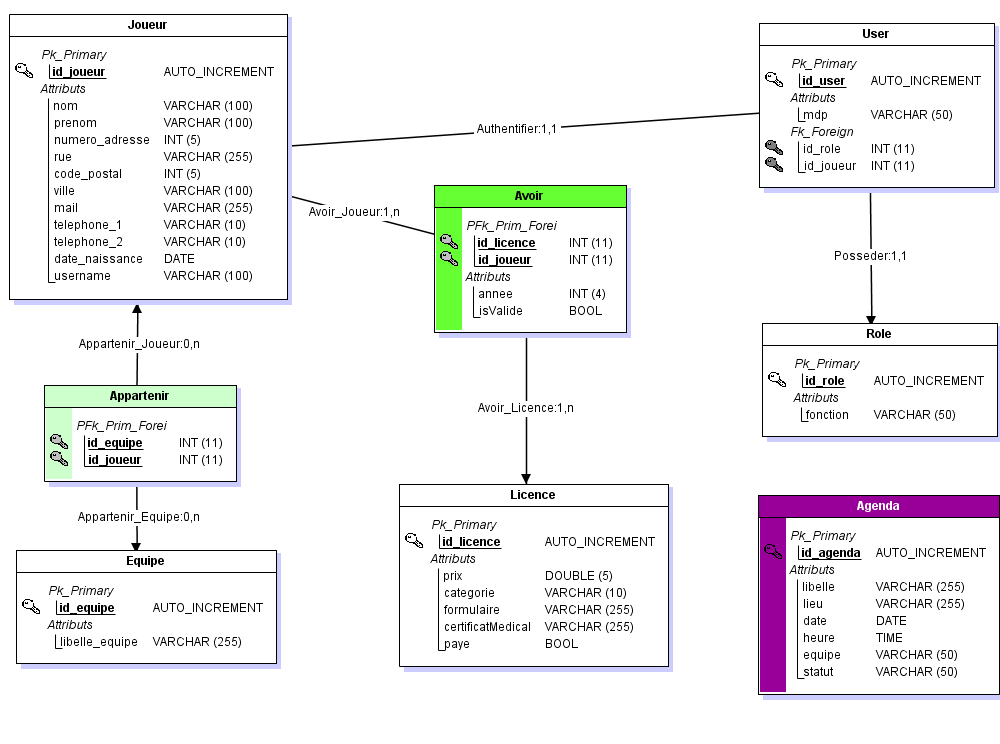 Joueur
Pk_Primary
id_joueur AUTO_INCREMENT
Attributs
nom VARCHAR (100)
prenom VARCHAR (100)
numero_adresse INT (5)
rue VARCHAR (255)
code_postal INT (5)
ville VARCHAR (100)
mail VARCHAR (255)
telephone_1 VARCHAR (10)
telephone_2 VARCHAR (10)
date_naissance DATE
username VARCHAR (100)
User
Pk_Primary
id_user AUTO_INCREMENT
Attributs
mdp VARCHAR (50)
Fk_Foreign
id_role INT (11)
id_joueur INT (11)
Authentifier:1,1
Avoir_Joueur:1,n
Avoir
PFk_Prim_Forei
id_licence INT (11)
id_joueur INT (11)
Attributs
annee INT (4)
isValide BOOL
Posseder:1,1
Appartenir_Joueur:0,n
Role
Pk_Primary
id_role AUTO_INCREMENT
Attributs
fonction VARCHAR (50)
Appartenir
PFk_Prim_Forei
id_equipe INT (11)
id_joueur INT (11)
Avoir_Licence:1,n
Appartenir_Equipe:0,n
Equipe
Pk_Primary
id_equipe AUTO_INCREMENT
Attributs
libelle_equipe VARCHAR (255)
Licence
Pk_Primary
id_licence AUTO_INCREMENT
Attributs
prix DOUBLE (5)
categorie VARCHAR (10)
formulaire VARCHAR (255)
certificatMedical VARCHAR (255)
paye BOOL
Agenda
Pk_Primary
id_agenda AUTO_INCREMENT
Attributs
libelle VARCHAR (255)
lieu VARCHAR (255)
date DATE
heure TIME
equipe VARCHAR (50)
statut VARCHAR (50)